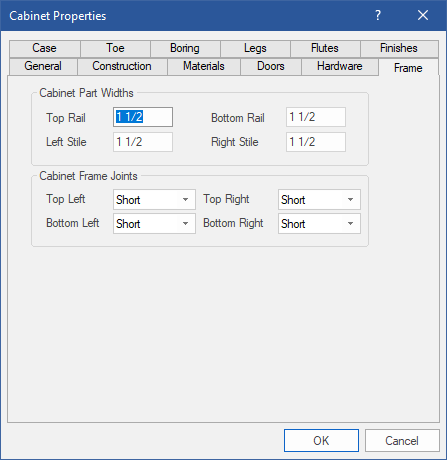 Cabinet Properties ?
Case Toe Boring Legs Flutes Finishes
General Construction Materials Doors Hardware Frame
Cabinet Part Widths
Top Rail 1 1/2 Bottom Rail 1 1/2
Left Stile 1 1/2 Right Stile 1 1/2
Cabinet Frame Joints
Top Left Short Top Right Short
Bottom Left Short Bottom Right Short
OK Cancel